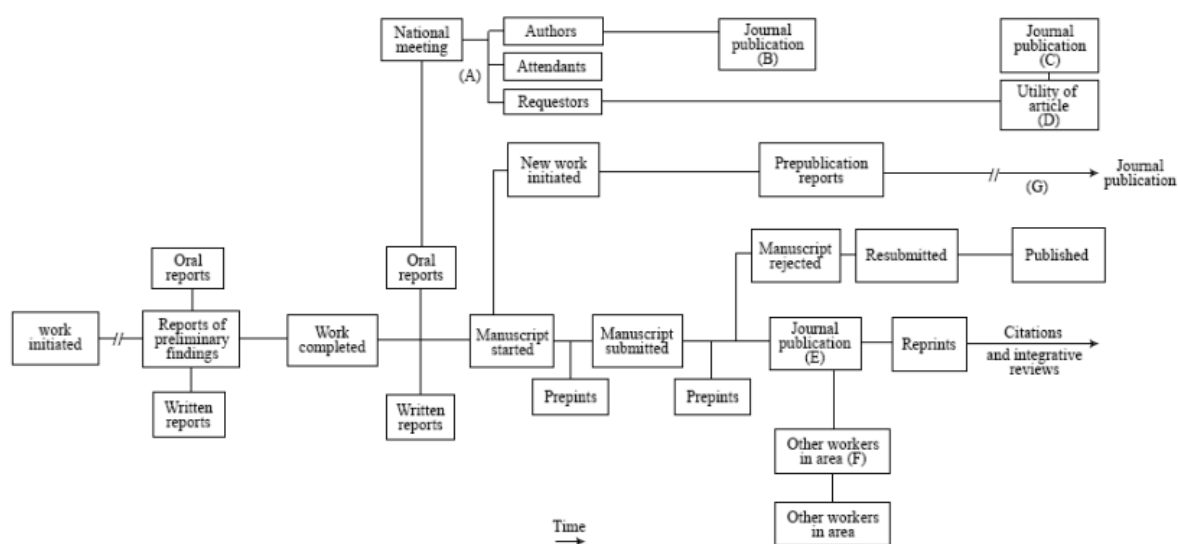 National
meeting
(A)
Authors
Attendants
Requestors
Journal
publication
(B)
Journal
publication
(C)
Utility of
article
(D)
New work
initiated
Prepublication
reports
(G)
Journal
publication
Oral
reports
Oral
reports
Manuscript
rejected
Resubmitted
Published
work
initiated
Reports of
preliminary
findings
Work
completed
Manuscript
started
Manuscript
submitted
Journal
publication
(E)
Reprints
Citations
and integrative
reviews
Written
reports
Written
reports
Prepints
Prepints
Other workers
in area (F)
Other workers
in area
Time